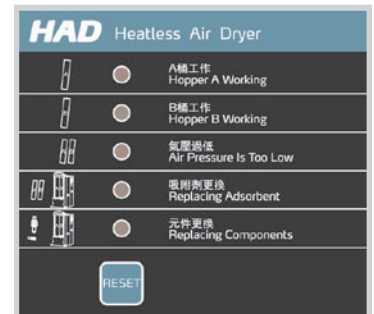 HAD Heatless Air Dryer
A桶工作
Hopper A Working
B桶工作
Hopper B Working
氣壓過低
Air Pressure Is Too Low
吸附劑更換
Replacing Adsorbent
元件更換
Replacing Components
RESET